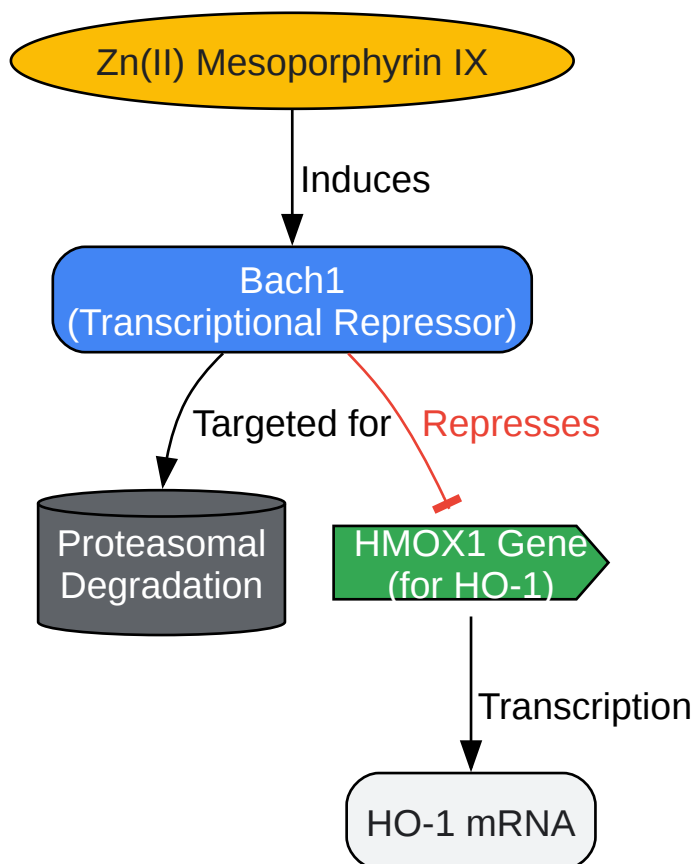 Zn(II) Mesoporphyrin IX
Induces
Bach1
(Transcriptional Repressor)
Targeted for
Represses
Proteasomal
Degradation
HMOX1 Gene
(for HO-1)
Transcription
HO-1 mRNA